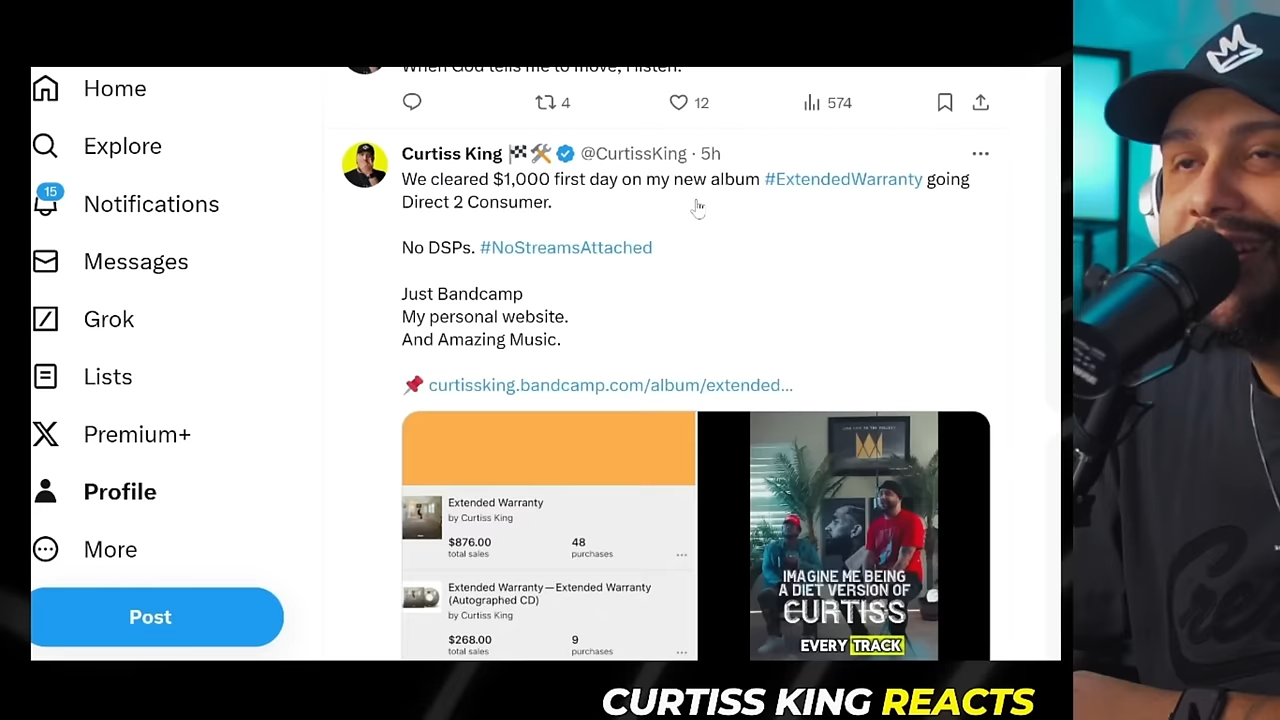 When God tells me to move, I listen.
4
12
574
Home
Explore
15
Notifications
Messages
Grok
Lists
Premium+
Profile
More
Post
Curtiss King @CurtissKing · 5h
We cleared $1,000 first day on my new album #ExtendedWarranty going
Direct 2 Consumer.
No DSPs. #NoStreamsAttached
Just Bandcamp
My personal website.
And Amazing Music.
curtissking.bandcamp.com/album/extended...
Extended Warranty
by Curtiss King
$876.00
48
total sales
purchases
Extended Warranty—Extended Warranty
(Autographed CD)
by Curtiss King
$268.00
9
total sales
purchases
IMAGINE ME BEING
A DIET VERSION OF
CURTISS
EVERY TRACK
CURTISS KING REACTS